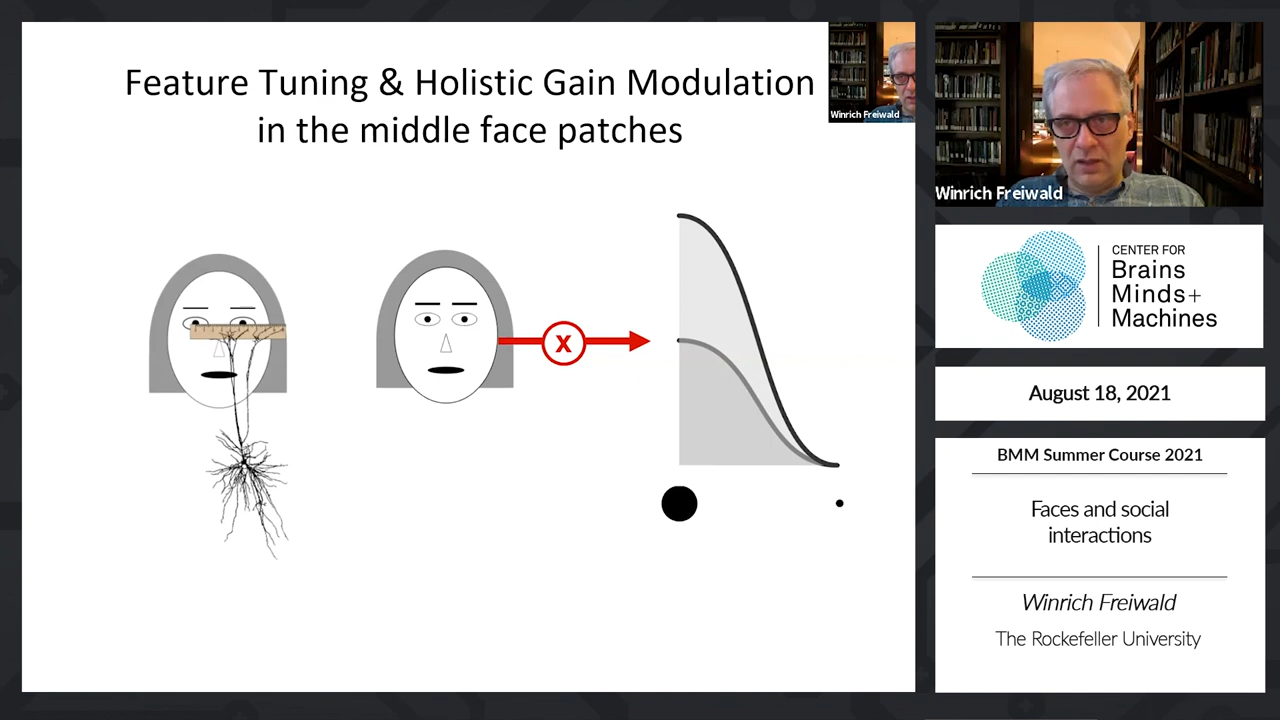 Feature Tuning & Holistic Gain Modulation
in the middle face patches
Winrich Freiwald
X
Winrich Freiwald
CENTER FOR
Brains
Minds+
Machines
August 18, 2021
BMM Summer Course 2021
Faces and social
interactions
Winrich Freiwald
The Rockefeller University